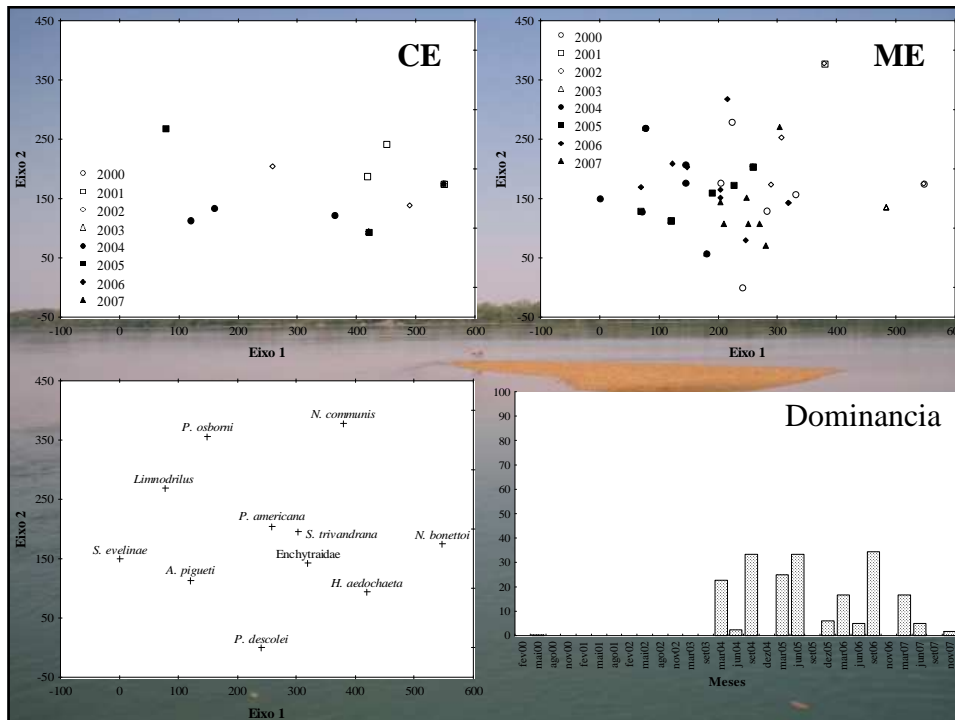 CE
450
350
250
150
50
-50
-100 0 100 200 300 400 500 600
Eixo 2
Eixo 1
2000
2001
2002
2003
2004
2005
2006
2007
ME
450
350
250
150
50
-50
-100 0 100 200 300 400 500 600
Eixo 2
Eixo 1
2000
2001
2002
2003
2004
2005
2006
2007
450
350
250
150
50
-50
-100 0 100 200 300 400 500 600
Eixo 2
Eixo 1
N. communis
P. osborni
Limnodrilus
P. americana
S. trivandrana
N. bonettoi
S. evelinae
Enchytraidae
A. pigueti
H. aedochaeta
P. descolei
Dominancia
100
90
80
70
60
50
40
30
20
10
0
fev00 mai00 ago00 nov00 fev01 mai01 ago01 fev02 mai02 ago02 nov02 mar03 set03 mar04 jun04 set04 dez04 mar05 jun05 set05 dez05 mar06 jun06 set06 nov06 mar07 jun07 set07 nov07
Meses